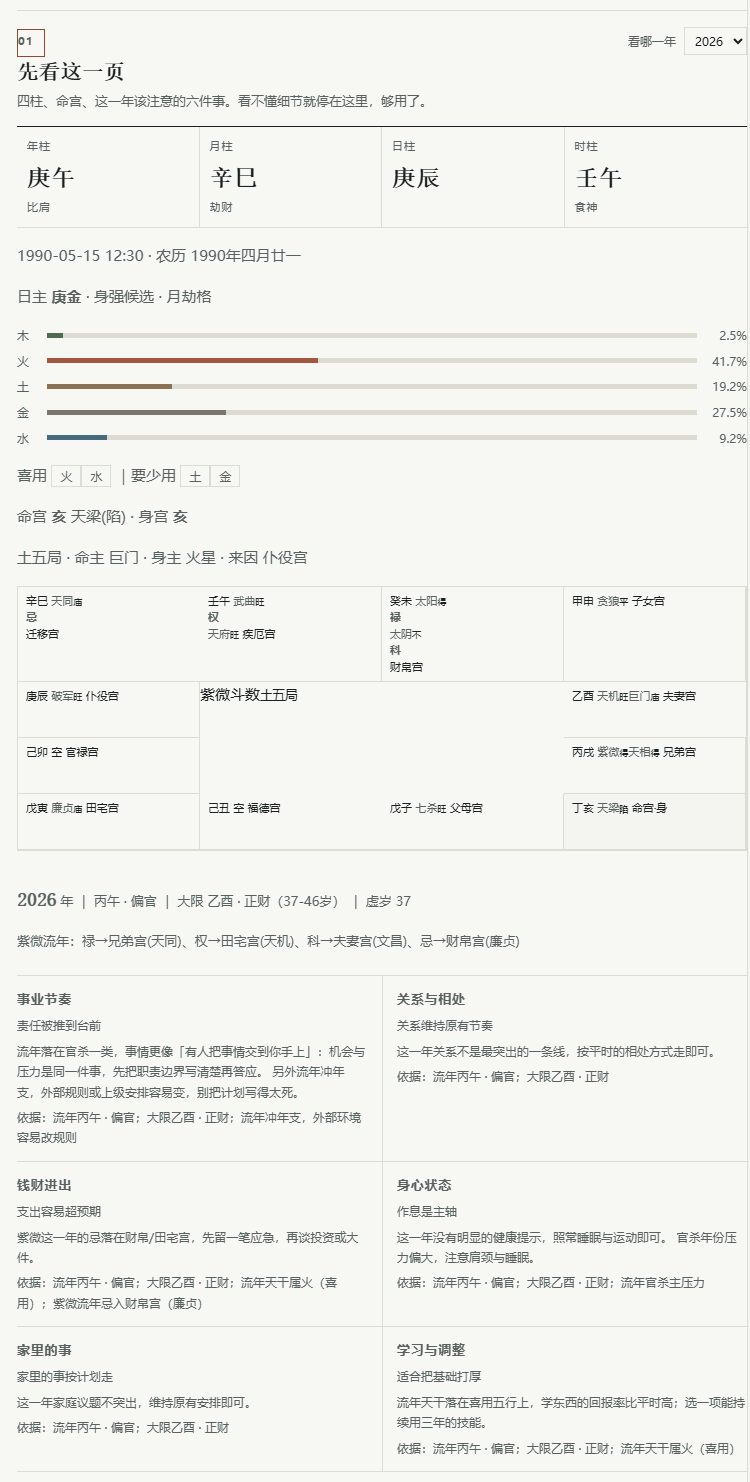 01
看哪一年 2026
先看这一页
四柱、命宫、这一年该注意的六件事。看不懂细节就停在这里，够用了。
年柱
庚午
比肩
月柱
辛巳
劫财
日柱
庚辰
时柱
壬午
食神
1990-05-15 12:30 · 农历 1990年四月廿一
日主 庚金 · 身强候选 · 月劫格
木 2.5%
火 41.7%
土 19.2%
金 27.5%
水 9.2%
喜用 火 水 | 要少用 土 金
命宫 亥 天梁(陷) · 身宫 亥
土五局 · 命主 巨门 · 身主 火星 · 来因 仆役宫
辛巳 天同庙
忌
迁移宫
壬午 武曲旺
权
天府旺 疾厄宫
癸未 太阳得
禄
太阴不
科
财帛宫
甲申 贪狼平 子女宫
庚辰 破军旺 仆役宫
紫微斗数土五局
乙酉 天机旺巨门庙 夫妻宫
己卯 空 官禄宫
丙戌 紫微得天相得 兄弟宫
戊寅 廉贞庙 田宅宫
己丑 空 福德宫
戊子 七杀旺 父母宫
丁亥 天梁陷 命宫·身
2026 年 | 丙午 · 偏官 | 大限 乙酉 · 正财（37-46岁） | 虚岁 37
紫微流年：禄→兄弟宫(天同)、权→田宅宫(天机)、科→夫妻宫(文昌)、忌→财帛宫(廉贞)
事业节奏
责任被推到台前
流年落在官杀一类，事情更像「有人把事情交到你手上」：机会与
压力是同一件事，先把职责边界写清楚再答应。 另外流年冲年
支，外部规则或上级安排容易变，别把计划写得太死。
依据：流年丙午 · 偏官；大限乙酉 · 正财；流年冲年支，外部环境
容易改规则
关系与相处
关系维持原有节奏
这一年关系不是最突出的一条线，按平时的相处方式走即可。
依据：流年丙午 · 偏官；大限乙酉 · 正财
钱财进出
支出容易超预期
紫微这一年的忌落在财帛/田宅宫，先留一笔应急，再谈投资或大
件。
依据：流年丙午 · 偏官；大限乙酉 · 正财；流年天干属火（喜
用）；紫微流年忌入财帛宫（廉贞）
身心状态
作息是主轴
这一年没有明显的健康提示，照常睡眠与运动即可。 官杀年份压
力偏大，注意肩颈与睡眠。
依据：流年丙午 · 偏官；大限乙酉 · 正财；流年官杀主压力
家里的事
家里的事按计划走
这一年家庭议题不突出，维持原有安排即可。
依据：流年丙午 · 偏官；大限乙酉 · 正财
学习与调整
适合把基础打厚
流年天干落在喜用五行上，学东西的回报率比平时高；选一项能持
续用三年的技能。
依据：流年丙午 · 偏官；大限乙酉 · 正财；流年天干属火（喜用）